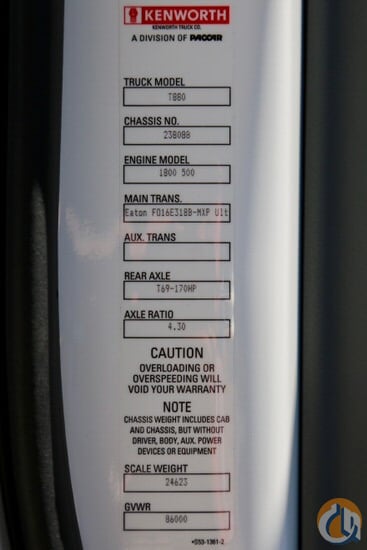 KENWORTH
KENWORTH TRUCK CO.
A DIVISION OF PACCAR
TRUCK MODEL
T880
CHASSIS NO.
238088
ENGINE MODEL
1800 500
MAIN TRANS.
Eaton FO16E318B-MXP Ult
AUX. TRANS
REAR AXLE
T69-170HP
AXLE RATIO
4.30
CAUTION
OVERLOADING OR
OVERSPEEDING WILL
VOID YOUR WARRANTY
NOTE
CHASSIS WEIGHT INCLUDES CAB
AND CHASSIS, BUT WITHOUT
DRIVER, BODY, AUX. POWER
DEVICES OR EQUIPMENT
SCALE WEIGHT
24623
GVWR
86000
•D53-1361-2